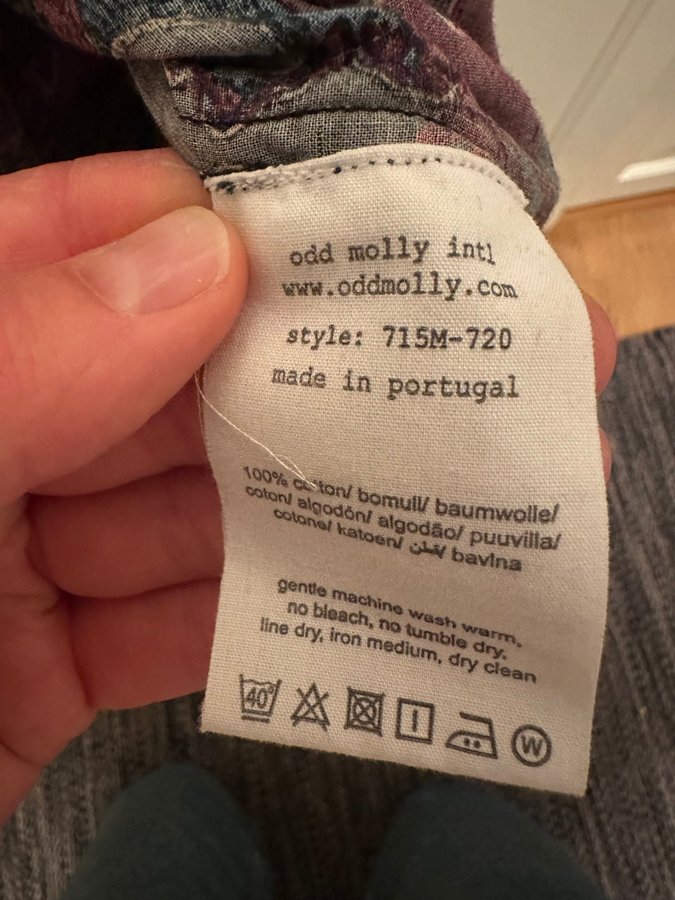 odd molly intl
www.oddmolly.com
style: 715M-720
made in portugal
100% cotton/ bomull/ baumwolle/
coton/ algodón/ algodão/ puuvilla/
cotone/ katoen/ قطن/ bavlna
gentle machine wash warm,
no bleach, no tumble dry.
line dry, iron medium, dry clean
40° W